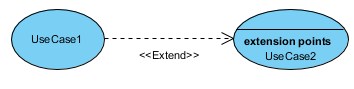 UseCase1
<<Extend>>
extension points
UseCase2